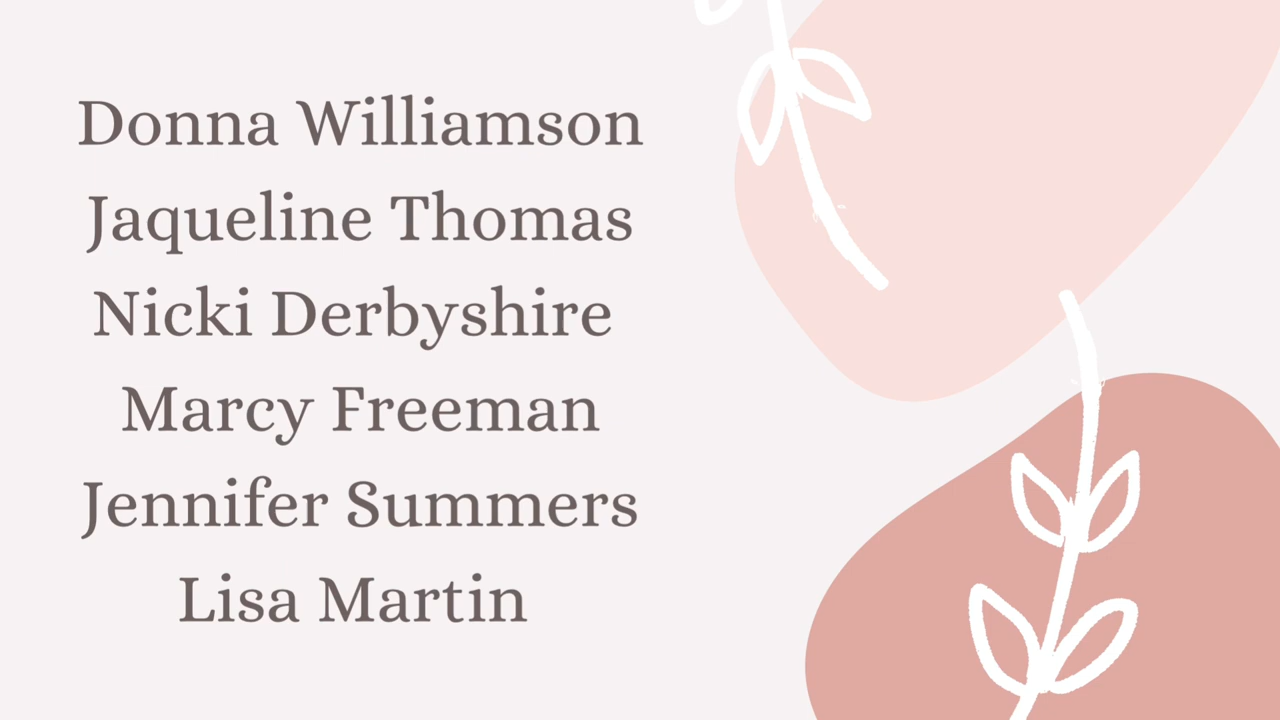 Donna Williamson
Jaqueline Thomas
Nicki Derbyshire
Marcy Freeman
Jennifer Summers
Lisa Martin